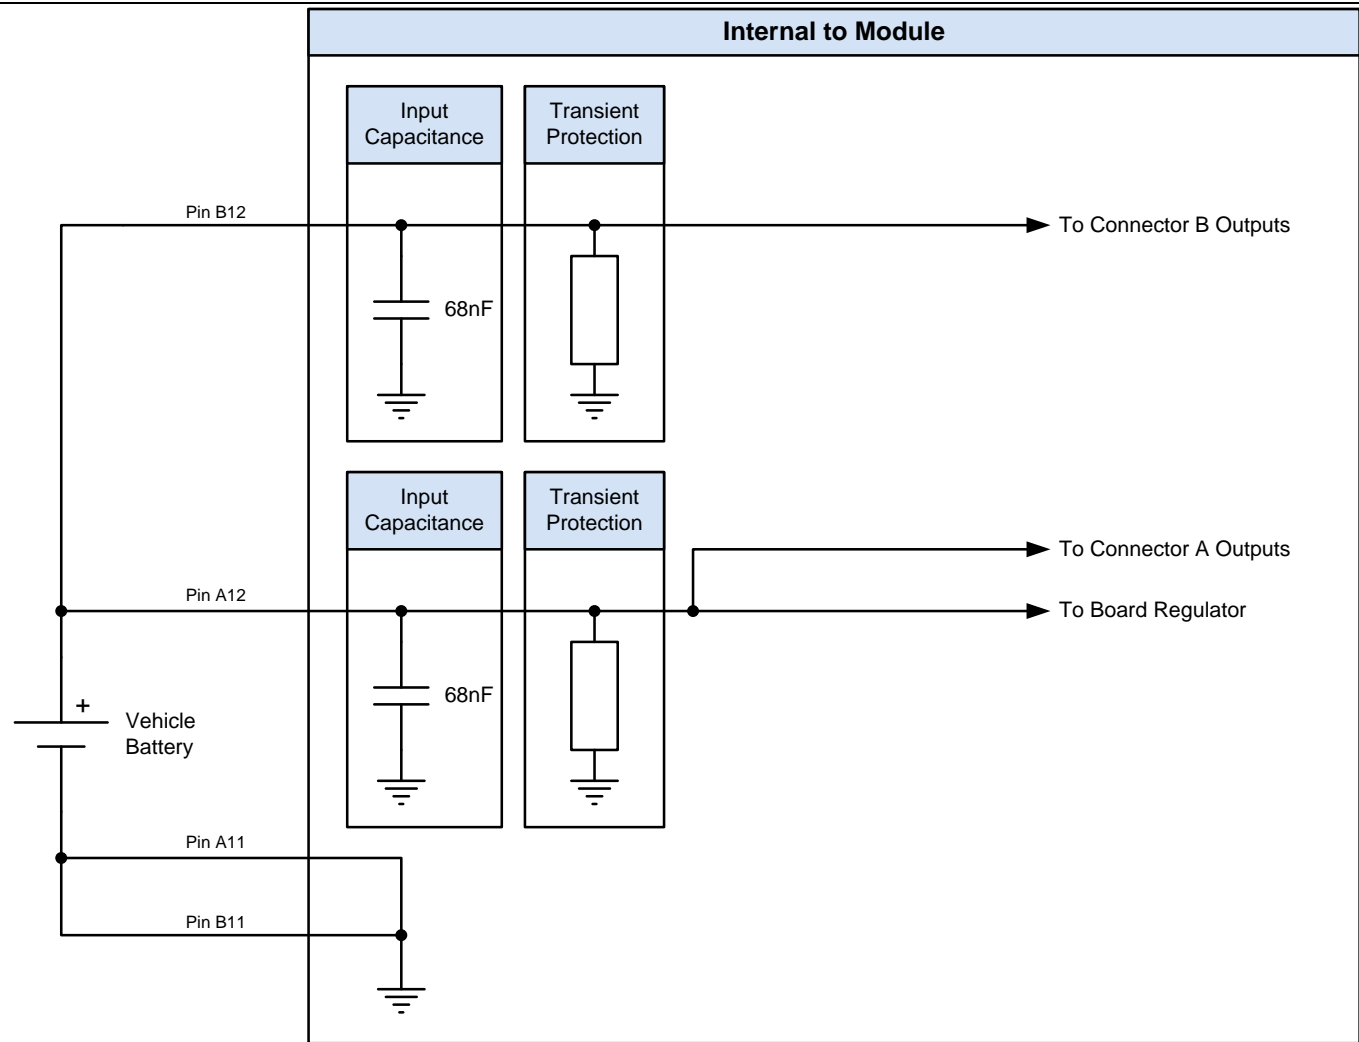 Internal to Module
Input
Capacitance
Transient
Protection
Pin B12
To Connector B Outputs
68nF
Input
Capacitance
Transient
Protection
To Connector A Outputs
Pin A12
To Board Regulator
68nF
+
Vehicle
Battery
Pin A11
Pin B11